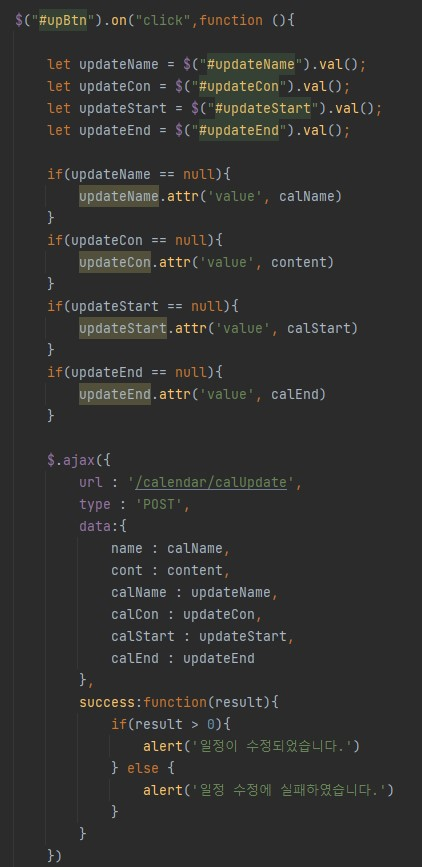 $("#upBtn").on("click",function (){
let updateName = $("#updateName").val();
let updateCon = $("#updateCon").val();
let updateStart = $("#updateStart").val();
let updateEnd = $("#updateEnd").val();
if(updateName == null){
updateName.attr('value', calName)
}
if(updateCon == null){
updateCon.attr('value', content)
}
if(updateStart == null){
updateStart.attr('value', calStart)
}
if(updateEnd == null){
updateEnd.attr('value', calEnd)
}
$.ajax({
url : '/calendar/calUpdate',
type : 'POST',
data:{
name : calName,
cont : content,
calName : updateName,
calCon : updateCon,
calStart : updateStart,
calEnd : updateEnd
},
success:function(result){
if(result > 0){
alert('일정이 수정되었습니다.')
} else {
alert('일정 수정에 실패하였습니다.')
}
}
})